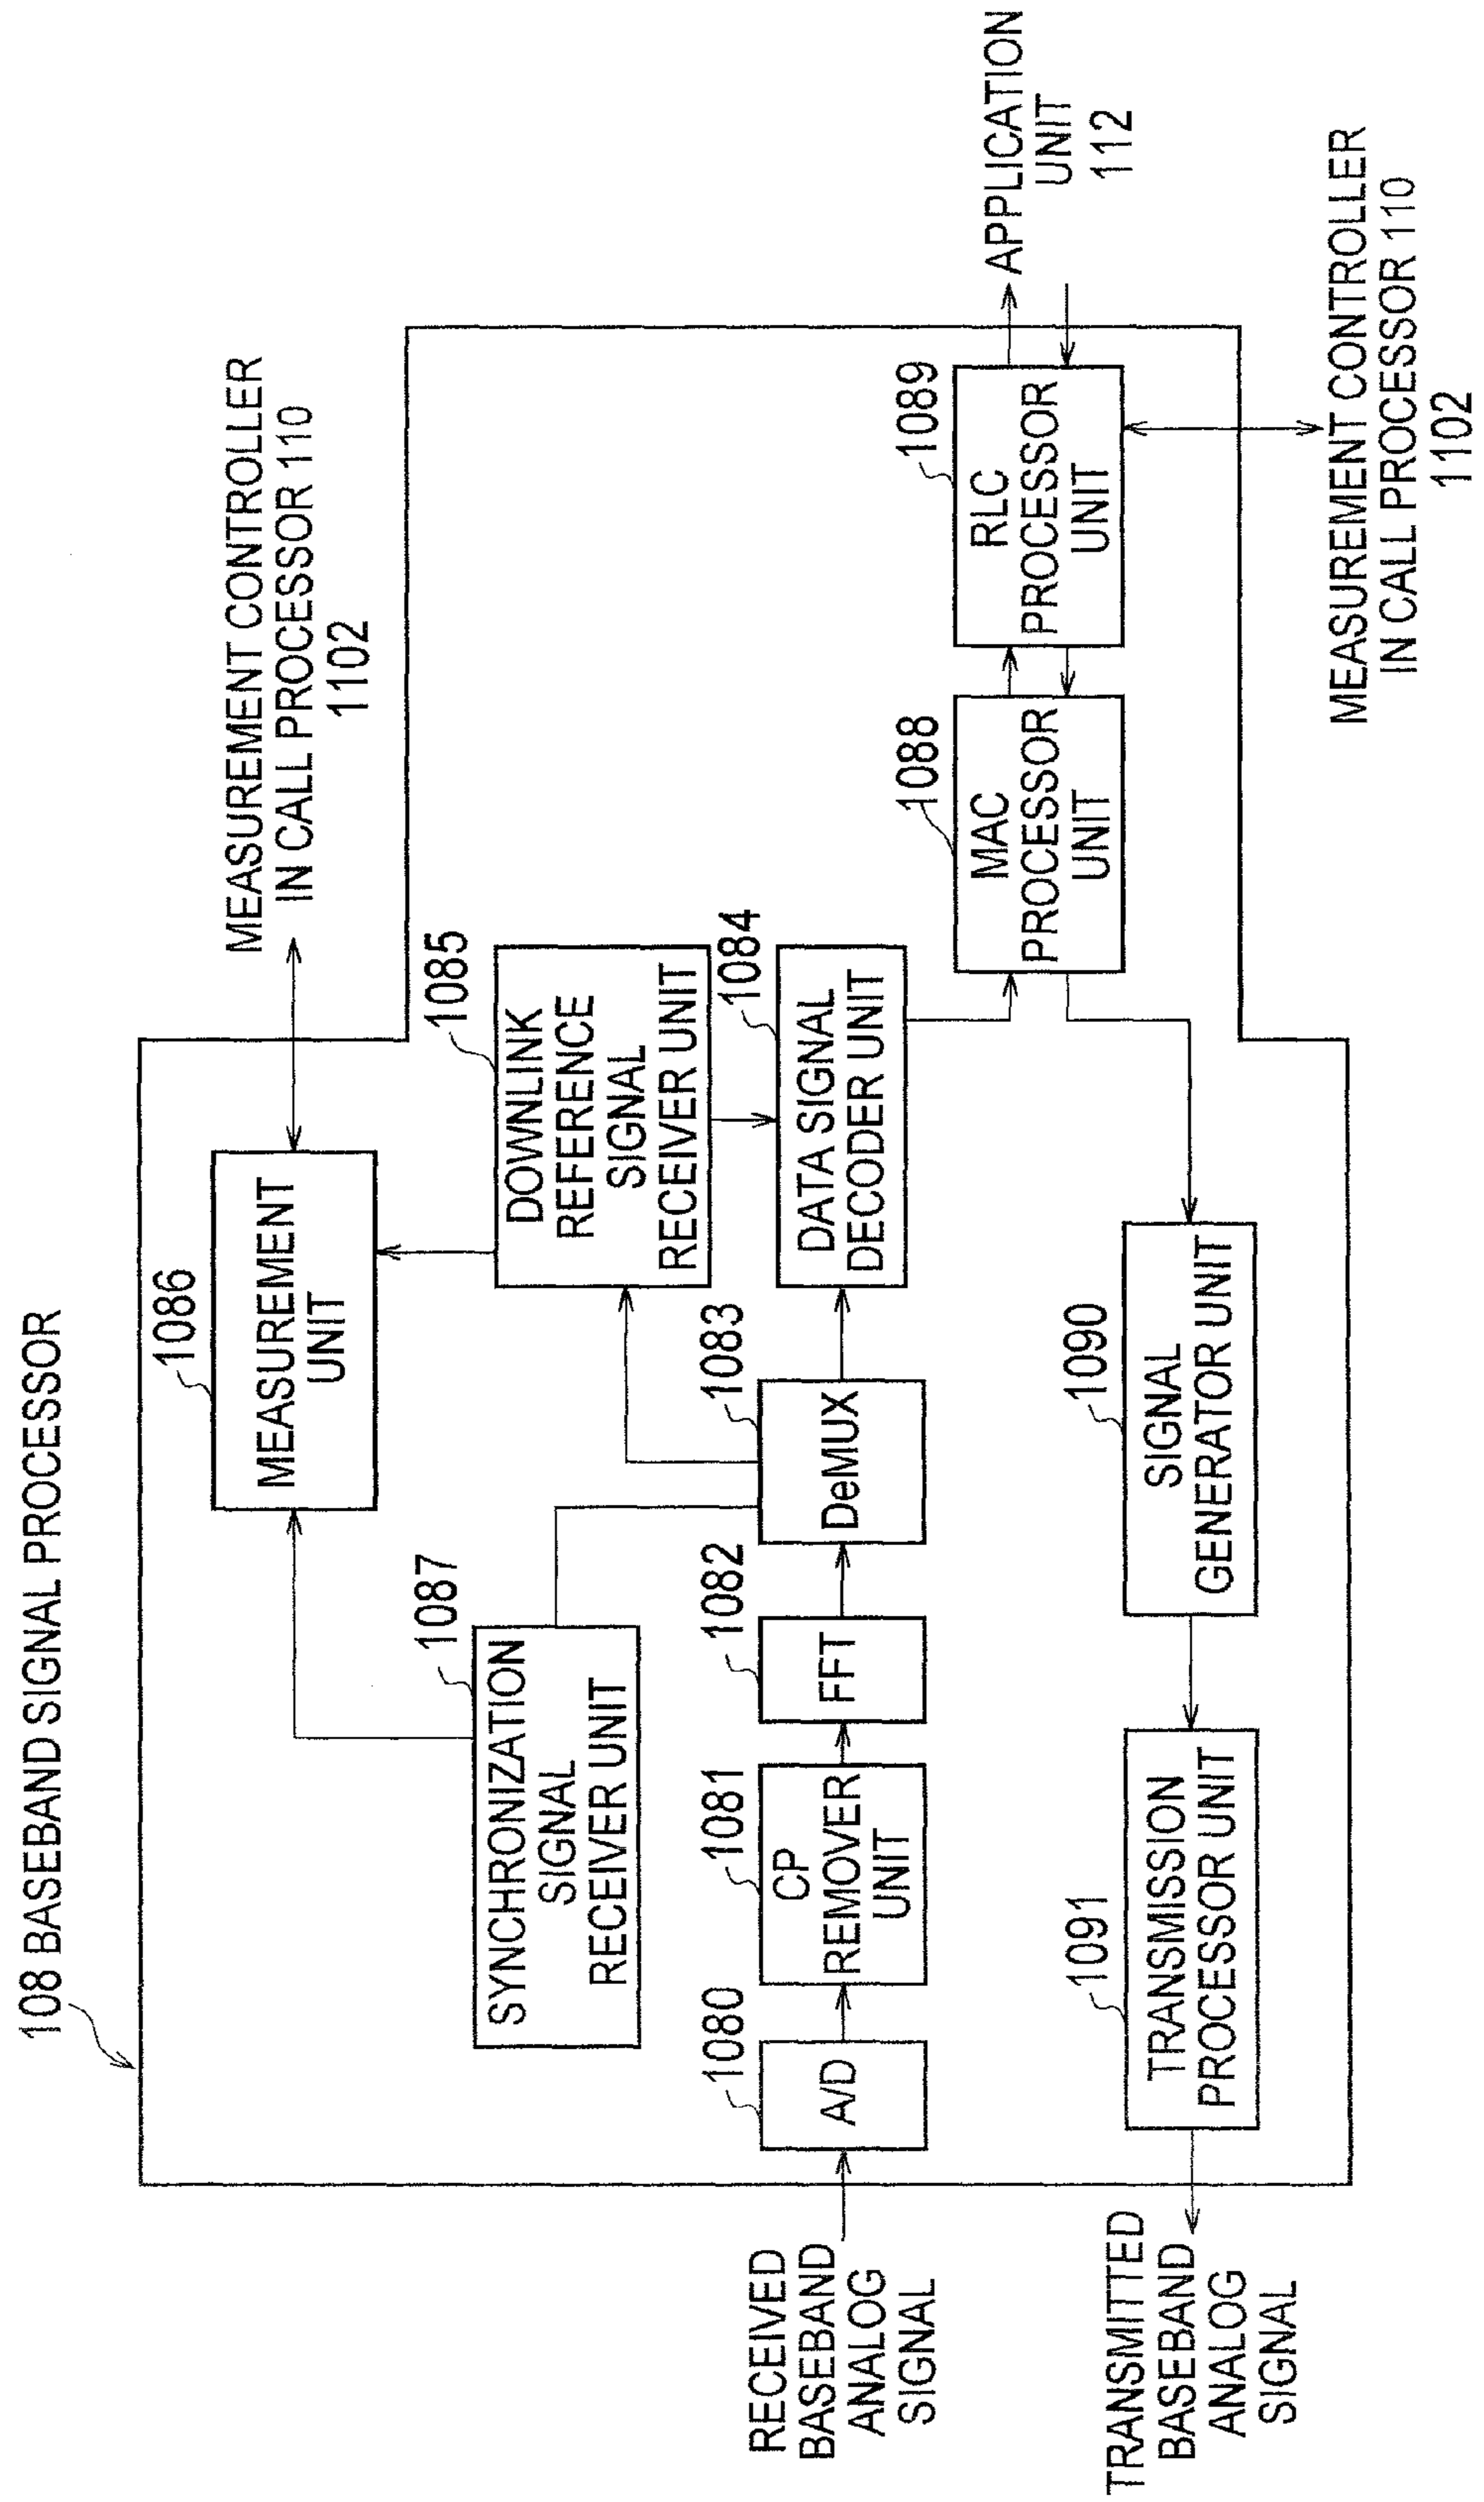 108 BASEBAND SIGNAL PROCESSOR
MEASUREMENT CONTROLLER
IN CALL PROCESSOR 110
1102
1086
MEASUREMENT
UNIT
1087
SYNCHRONIZATION
SIGNAL
RECEIVER UNIT
1085
DOWNLINK
REFERENCE
SIGNAL
RECEIVER UNIT
RECEIVED
BASEBAND
ANALOG
SIGNAL
1080
A/D
1081
CP
REMOVER
UNIT
1082
FFT
1083
DeMUX
1084
DATA SIGNAL
DECODER UNIT
1088
MAC
PROCESSOR
UNIT
1089
RLC
PROCESSOR
UNIT
APPLICATION
UNIT
112
TRANSMITTED
BASEBAND
ANALOG
SIGNAL
1091
TRANSMISSION
PROCESSOR UNIT
1090
SIGNAL
GENERATOR UNIT
MEASUREMENT CONTROLLER
IN CALL PROCESSOR 110
1102